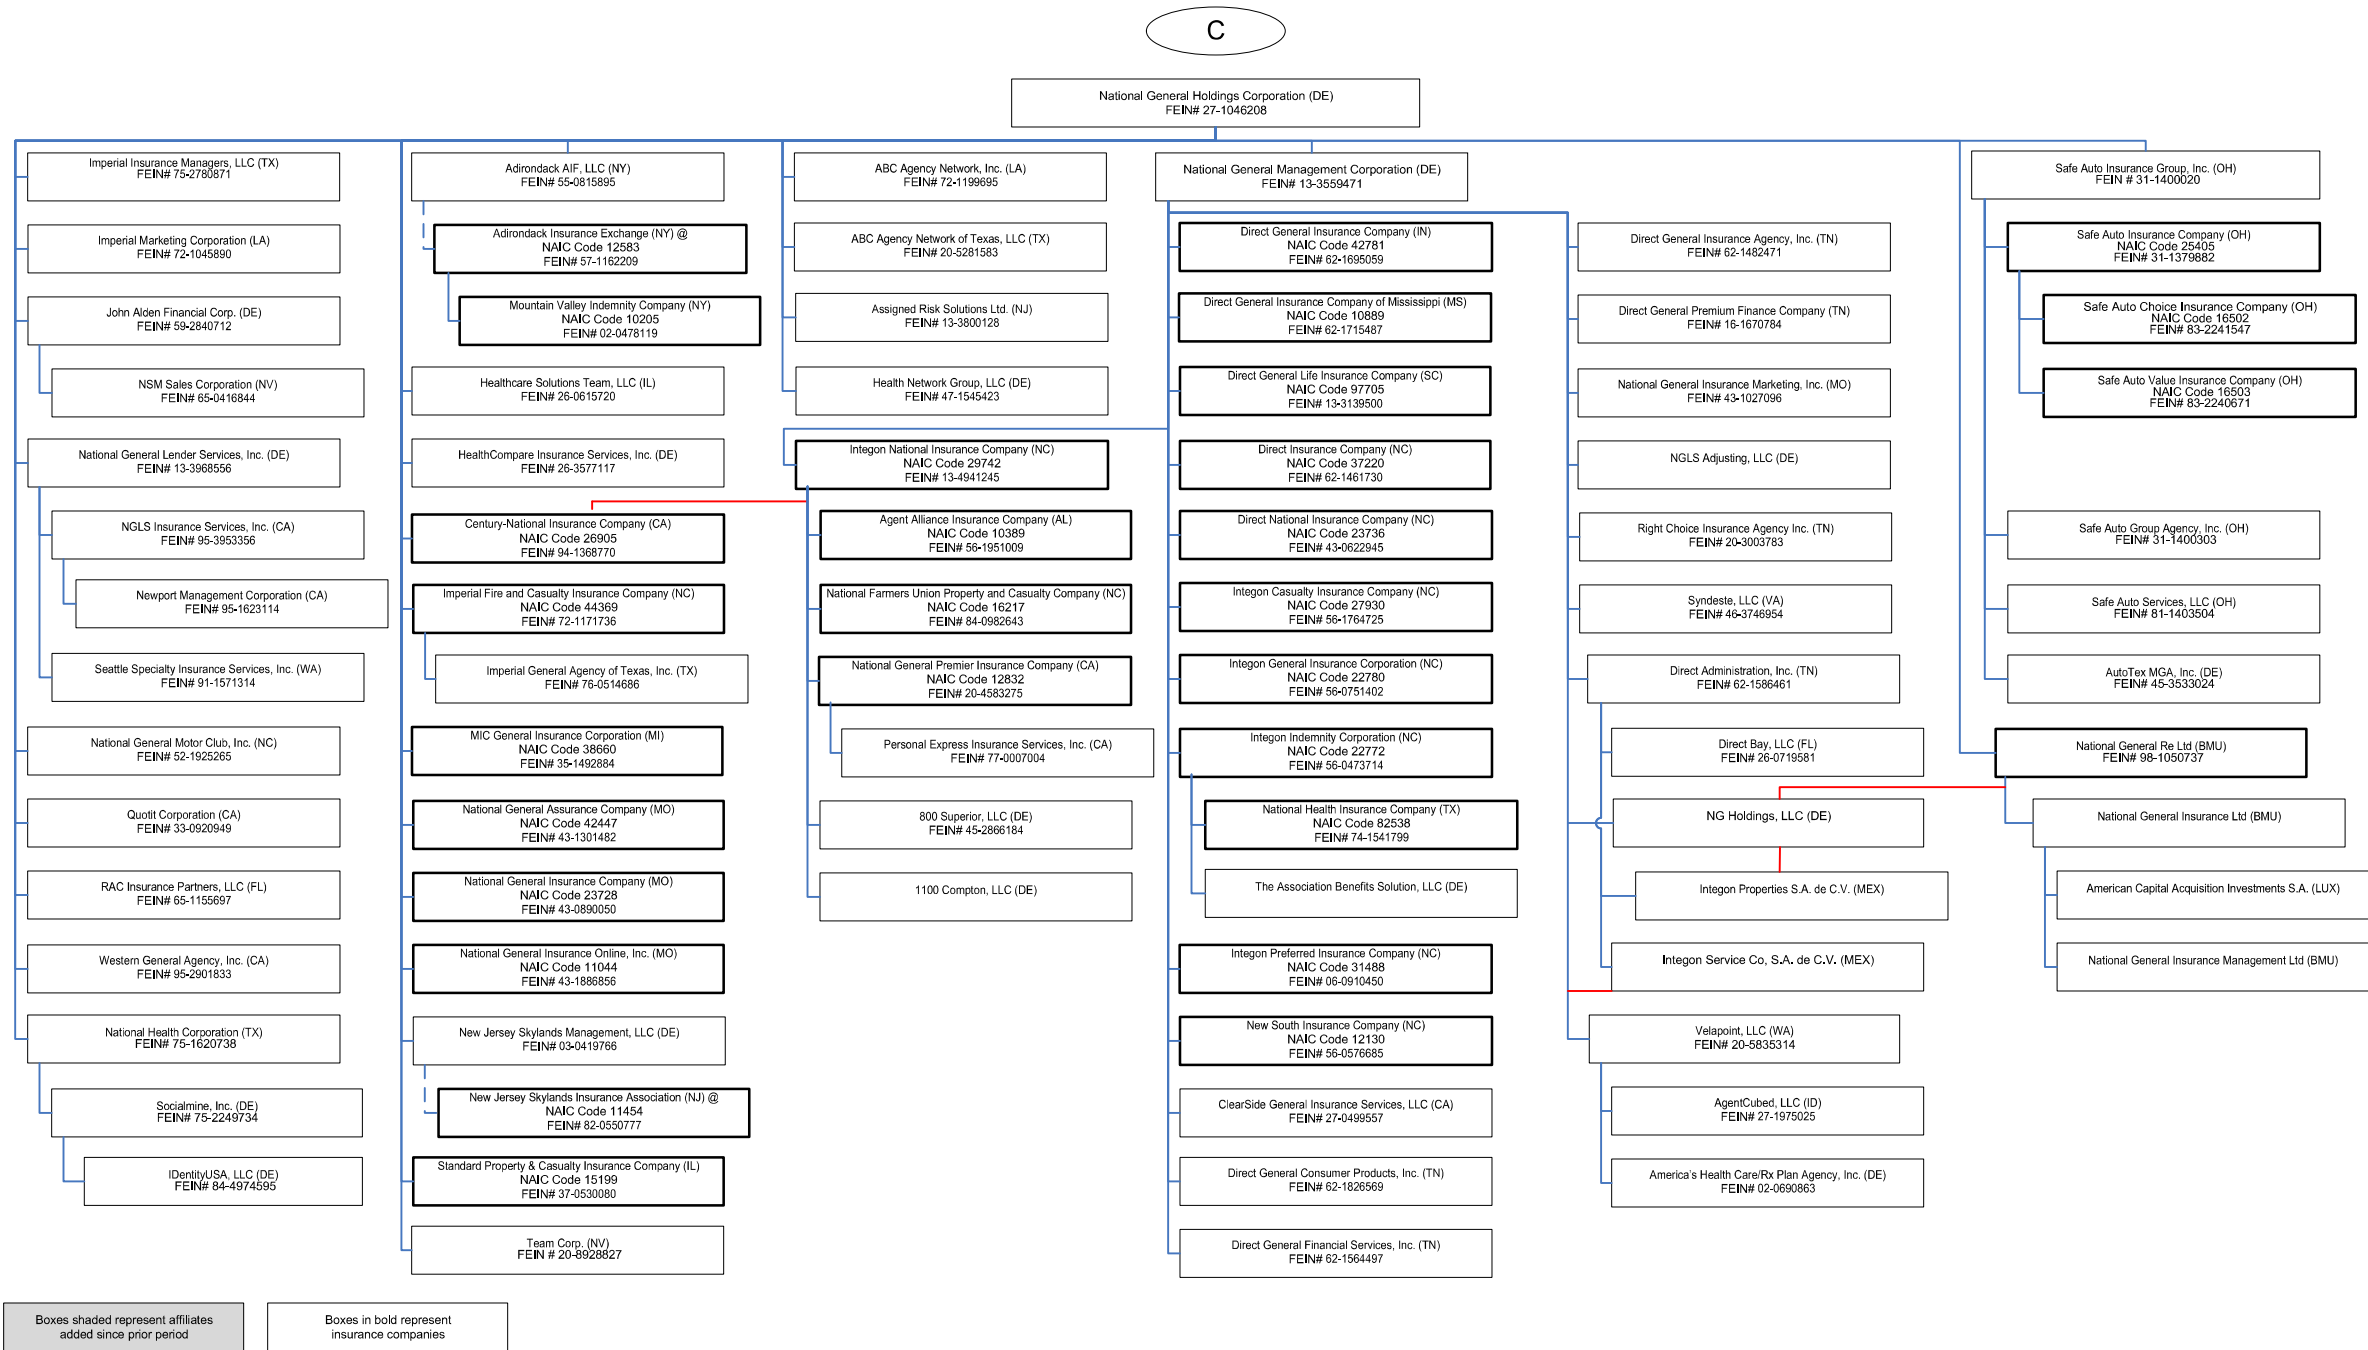 C
National General Holdings Corporation (DE)
FEIN# 27-1046208
Imperial Insurance Managers, LLC (TX)
FEIN# 75-2780871
Imperial Marketing Corporation (LA)
FEIN# 72-1045890
John Alden Financial Corp. (DE)
FEIN# 59-2840712
NSM Sales Corporation (NV)
FEIN# 65-0416844
National General Lender Services, Inc. (DE)
FEIN# 13-3968556
NGLS Insurance Services, Inc. (CA)
FEIN# 95-3953356
Newport Management Corporation (CA)
FEIN# 95-1623114
Seattle Specialty Insurance Services, Inc. (WA)
FEIN# 91-1571314
National General Motor Club, Inc. (NC)
FEIN# 52-1925265
Quotit Corporation (CA)
FEIN# 33-0920949
RAC Insurance Partners, LLC (FL)
FEIN# 65-1155697
Western General Agency, Inc. (CA)
FEIN# 95-2901833
National Health Corporation (TX)
FEIN# 75-1620738
Socialmine, Inc. (DE)
FEIN# 75-2249734
IDentityUSA, LLC (DE)
FEIN# 84-4974595
Adirondack AIF, LLC (NY)
FEIN# 55-0815895
Adirondack Insurance Exchange (NY) @
NAIC Code 12583
FEIN# 57-1162209
Mountain Valley Indemnity Company (NY)
NAIC Code 10205
FEIN# 02-0478119
Healthcare Solutions Team, LLC (IL)
FEIN# 26-0615720
HealthCompare Insurance Services, Inc. (DE)
FEIN# 26-3577117
Century-National Insurance Company (CA)
NAIC Code 26905
FEIN# 94-1368770
Imperial Fire and Casualty Insurance Company (NC)
NAIC Code 44369
FEIN# 72-1171736
Imperial General Agency of Texas, Inc. (TX)
FEIN# 76-0514686
MIC General Insurance Corporation (MI)
NAIC Code 38660
FEIN# 35-1492884
National General Assurance Company (MO)
NAIC Code 42447
FEIN# 43-1301482
National General Insurance Company (MO)
NAIC Code 23728
FEIN# 43-0890050
National General Insurance Online, Inc. (MO)
NAIC Code 11044
FEIN# 43-1886856
New Jersey Skylands Management, LLC (DE)
FEIN# 03-0419766
New Jersey Skylands Insurance Association (NJ) @
NAIC Code 11454
FEIN# 82-0550777
Standard Property & Casualty Insurance Company (IL)
NAIC Code 15199
FEIN# 37-0530080
Team Corp. (NV)
FEIN # 20-8928827
ABC Agency Network, Inc. (LA)
FEIN# 72-1199695
ABC Agency Network of Texas, LLC (TX)
FEIN# 20-5281583
Assigned Risk Solutions Ltd. (NJ)
FEIN# 13-3800128
Health Network Group, LLC (DE)
FEIN# 47-1545423
Integon National Insurance Company (NC)
NAIC Code 29742
FEIN# 13-4941245
Agent Alliance Insurance Company (AL)
NAIC Code 10389
FEIN# 56-1951009
National Farmers Union Property and Casualty Company (NC)
NAIC Code 16217
FEIN# 84-0982643
National General Premier Insurance Company (CA)
NAIC Code 12832
FEIN# 20-4583275
Personal Express Insurance Services, Inc. (CA)
FEIN# 77-0007004
800 Superior, LLC (DE)
FEIN# 45-2866184
1100 Compton, LLC (DE)
National General Management Corporation (DE)
FEIN# 13-3559471
Direct General Insurance Company (IN)
NAIC Code 42781
FEIN# 62-1695059
Direct General Insurance Company of Mississippi (MS)
NAIC Code 10889
FEIN# 62-1715487
Direct General Life Insurance Company (SC)
NAIC Code 97705
FEIN# 13-3139500
Direct Insurance Company (NC)
NAIC Code 37220
FEIN# 62-1461730
Direct National Insurance Company (NC)
NAIC Code 23736
FEIN# 43-0622945
Integon Casualty Insurance Company (NC)
NAIC Code 27930
FEIN# 56-1764725
Integon General Insurance Corporation (NC)
NAIC Code 22780
FEIN# 56-0751402
Integon Indemnity Corporation (NC)
NAIC Code 22772
FEIN# 56-0473714
National Health Insurance Company (TX)
NAIC Code 82538
FEIN# 74-1541799
The Association Benefits Solution, LLC (DE)
Integon Preferred Insurance Company (NC)
NAIC Code 31488
FEIN# 06-0910450
New South Insurance Company (NC)
NAIC Code 12130
FEIN# 56-0576685
ClearSide General Insurance Services, LLC (CA)
FEIN# 27-0499557
Direct General Consumer Products, Inc. (TN)
FEIN# 62-1826569
Direct General Financial Services, Inc. (TN)
FEIN# 62-1564497
Direct General Insurance Agency, Inc. (TN)
FEIN# 62-1482471
Direct General Premium Finance Company (TN)
FEIN# 16-1670784
National General Insurance Marketing, Inc. (MO)
FEIN# 43-1027096
NGLS Adjusting, LLC (DE)
Right Choice Insurance Agency Inc. (TN)
FEIN# 20-3003783
Syndeste, LLC (VA)
FEIN# 46-3746954
Direct Administration, Inc. (TN)
FEIN# 62-1586461
Direct Bay, LLC (FL)
FEIN# 26-0719581
NG Holdings, LLC (DE)
Integon Properties S.A. de C.V. (MEX)
Integon Service Co, S.A. de C.V. (MEX)
Velapoint, LLC (WA)
FEIN# 20-5835314
AgentCubed, LLC (ID)
FEIN# 27-1975025
America's Health Care/Rx Plan Agency, Inc. (DE)
FEIN# 02-0690863
Safe Auto Insurance Group, Inc. (OH)
FEIN # 31-1400020
Safe Auto Insurance Company (OH)
NAIC Code 25405
FEIN# 31-1379882
Safe Auto Choice Insurance Company (OH)
NAIC Code 16502
FEIN# 83-2241547
Safe Auto Value Insurance Company (OH)
NAIC Code 16503
FEIN# 83-2240671
Safe Auto Group Agency, Inc. (OH)
FEIN# 31-1400303
Safe Auto Services, LLC (OH)
FEIN# 81-1403504
AutoTex MGA, Inc. (DE)
FEIN# 45-3533024
National General Re Ltd (BMU)
FEIN# 98-1050737
National General Insurance Ltd (BMU)
American Capital Acquisition Investments S.A. (LUX)
National General Insurance Management Ltd (BMU)
Boxes shaded represent affiliates
added since prior period
Boxes in bold represent
insurance companies